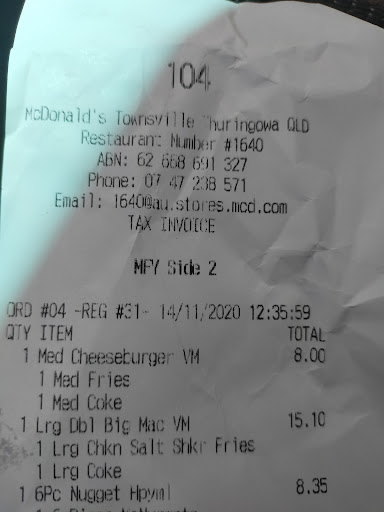 104
McDonald's Townsville Thuringowa QLD
Restaurant Number #1640
ABN: 62 668 691 327
Phone: 07 47 238 571
Email: 1640@au.stores.mcd.com
TAX INVOICE
MFY Side 2
ORD #04 -REG #31- 14/11/2020 12:35:59
QTY ITEM TOTAL
1 Med Cheeseburger VM 8.00
1 Med Fries
1 Med Coke
1 Lrg Dbl Big Mac VM 15.10
1 Lrg Chkn Salt Shkr Fries
1 Lrg Coke
1 6Pc Nugget Hpyml 8.35